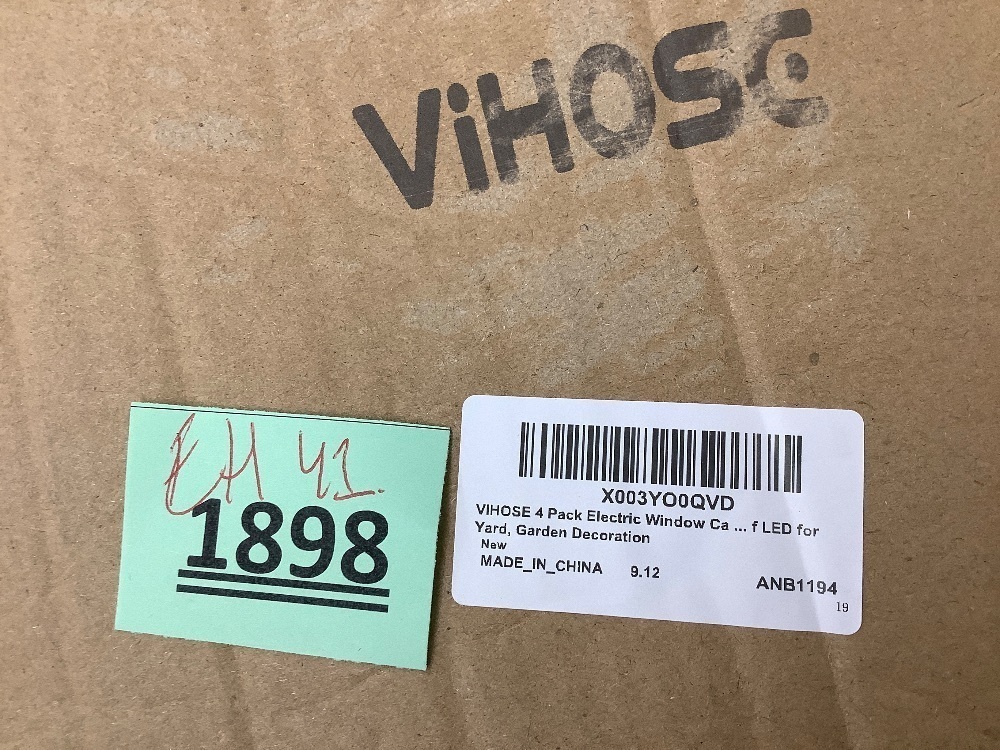 ViHOSE
EH 41.
1898
X003YO0QVD
VIHOSE 4 Pack Electric Window Ca ... f LED for
Yard, Garden Decoration
New
MADE_IN_CHINA 9.12
ANB1194
19